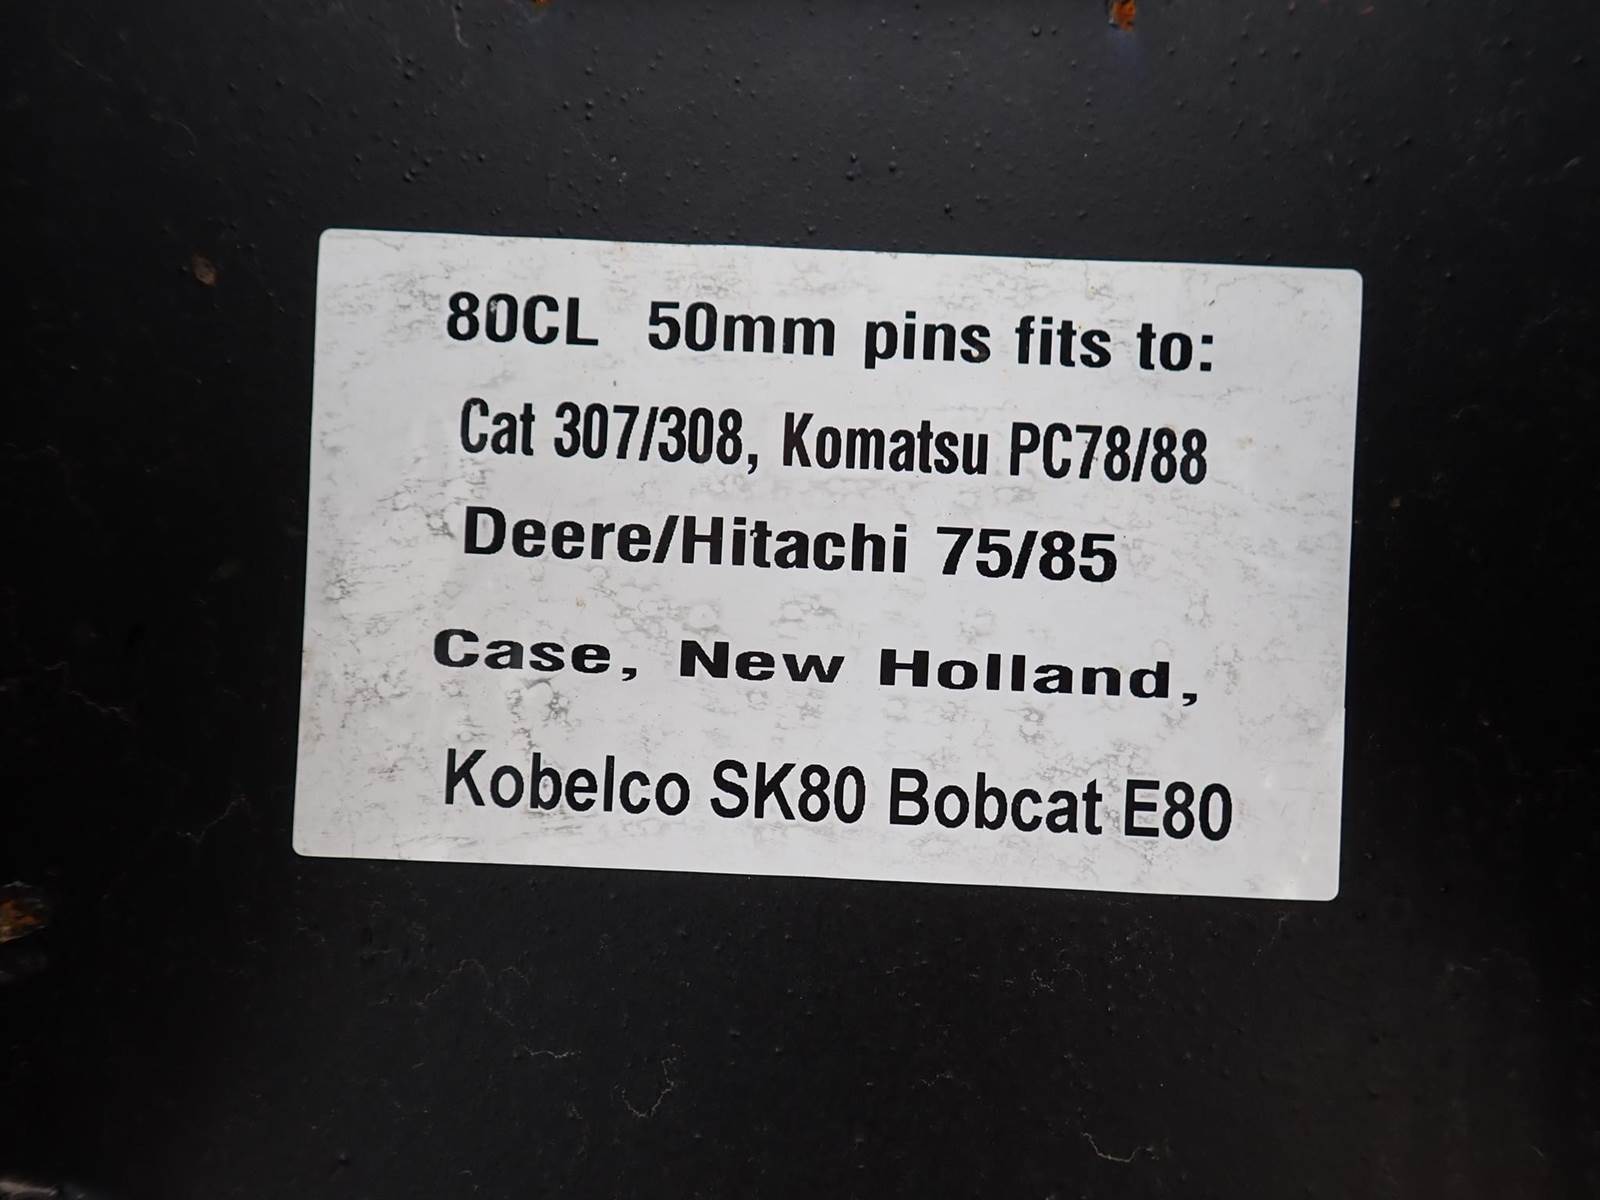 80CL 50mm pins fits to:
Cat 307/308, Komatsu PC78/88
Deere/Hitachi 75/85
Case, New Holland,
Kobelco SK80 Bobcat E80